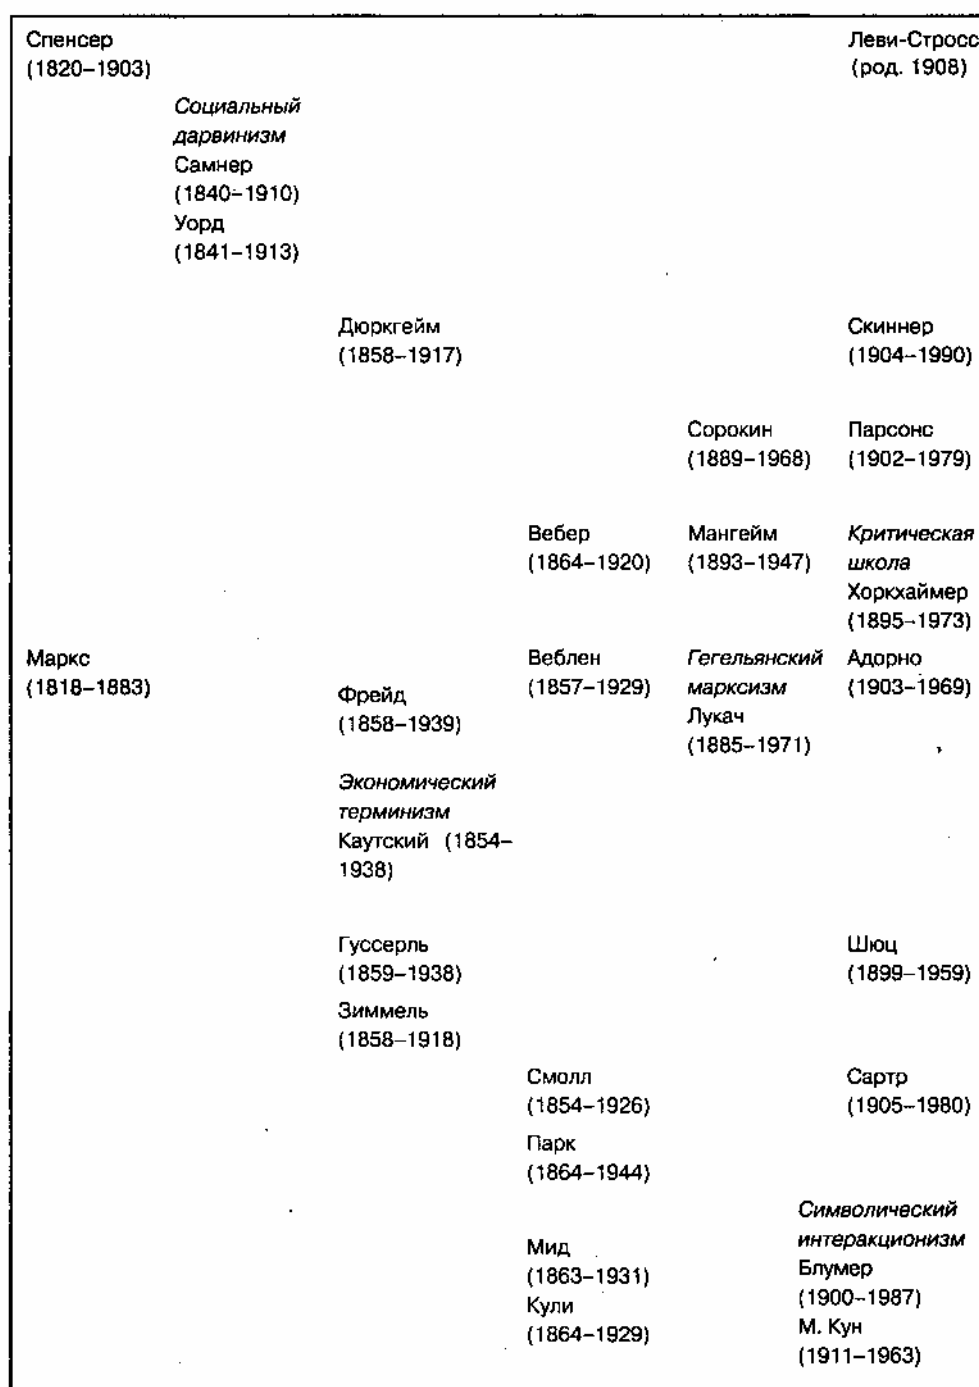 Спенсер
(1820–1903)
Леви-Стросс
(род. 1908)
Социальный
дарвинизм
Самнер
(1840–1910)
Уорд
(1841–1913)
Дюркгейм
(1858–1917)
Скиннер
(1904–1990)
Сорокин
(1889–1968)
Парсонс
(1902–1979)
Вебер
(1864–1920)
Мангейм
(1893–1947)
Критическая
школа
Хоркхаймер
(1895–1973)
Маркс
(1818–1883)
Фрейд
(1858–1939)
Веблен
(1857–1929)
Гегельянский
марксизм
Лукач
(1885–1971)
Адорно
(1903–1969)
Экономический
терминизм
Каутский (1854–
1938)
Гуссерль
(1859–1938)
Шюц
(1899–1959)
Зиммель
(1858–1918)
Смолл
(1854–1926)
Сартр
(1905–1980)
Парк
(1864–1944)
Мид
(1863–1931)
Кули
(1864–1929)
Символический
интеракционизм
Блумер
(1900–1987)
М. Кун
(1911–1963)